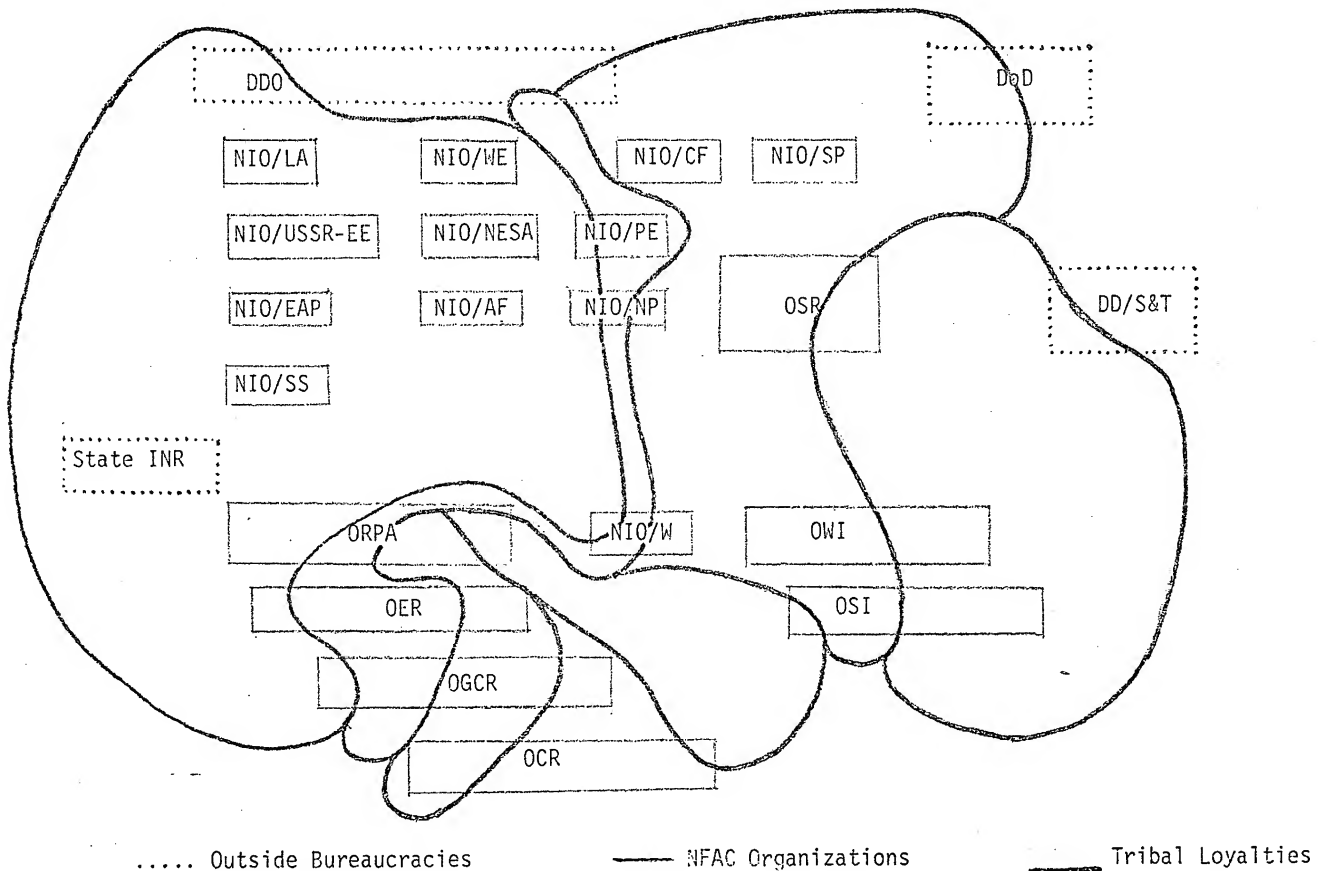 DDO DoD
NIO/LA NIO/WE NIO/CF NIO/SP
NIO/USSR-EE NIO/NESA NIO/PE
NIO/EAP NIO/AF NIO/NP OSR DD/S&T
NIO/SS
State INR
ORPA NIO/W OWI
OER OSI
OGCR
OCR
..... Outside Bureaucracies —— NFAC Organizations —— Tribal Loyalties